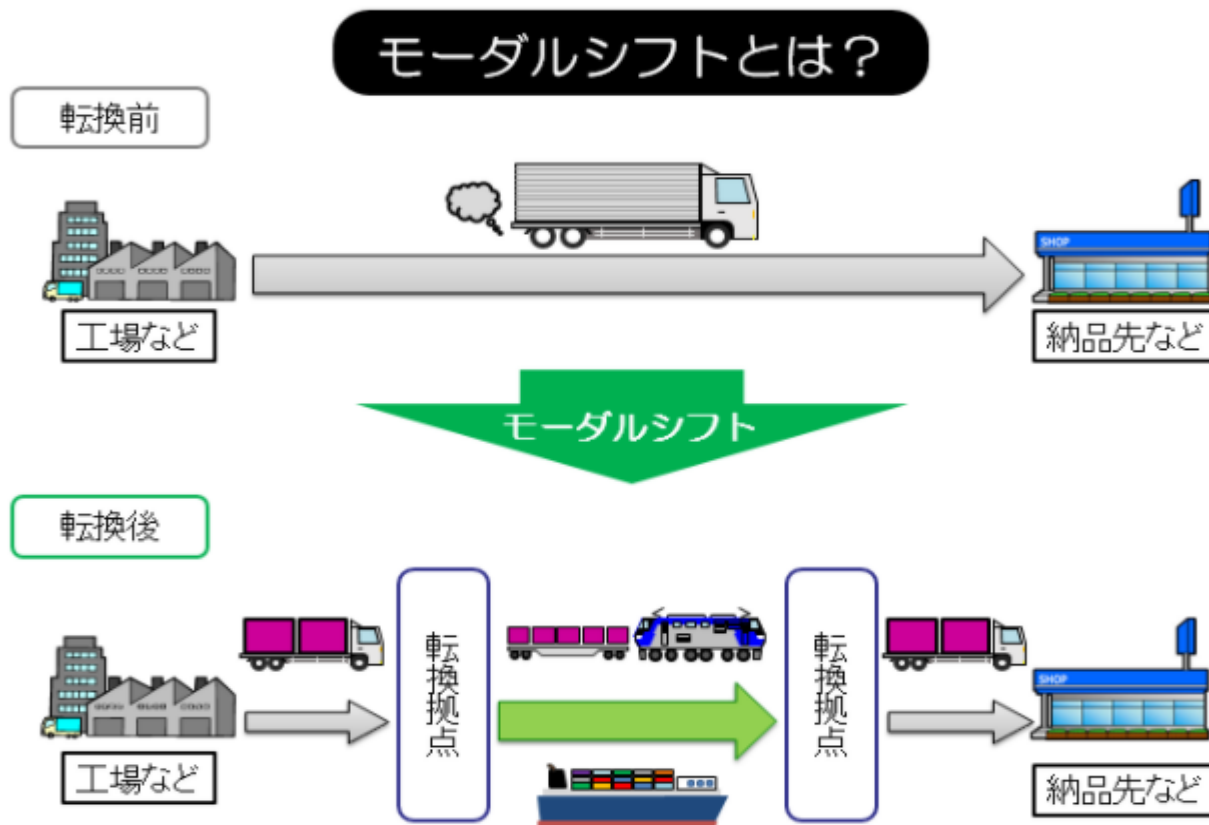 モーダルシフトとは？
転換前
SHOP
工場など
納品先など
モーダルシフト
転換後
転換拠点
転換拠点
SHOP
工場など
納品先など